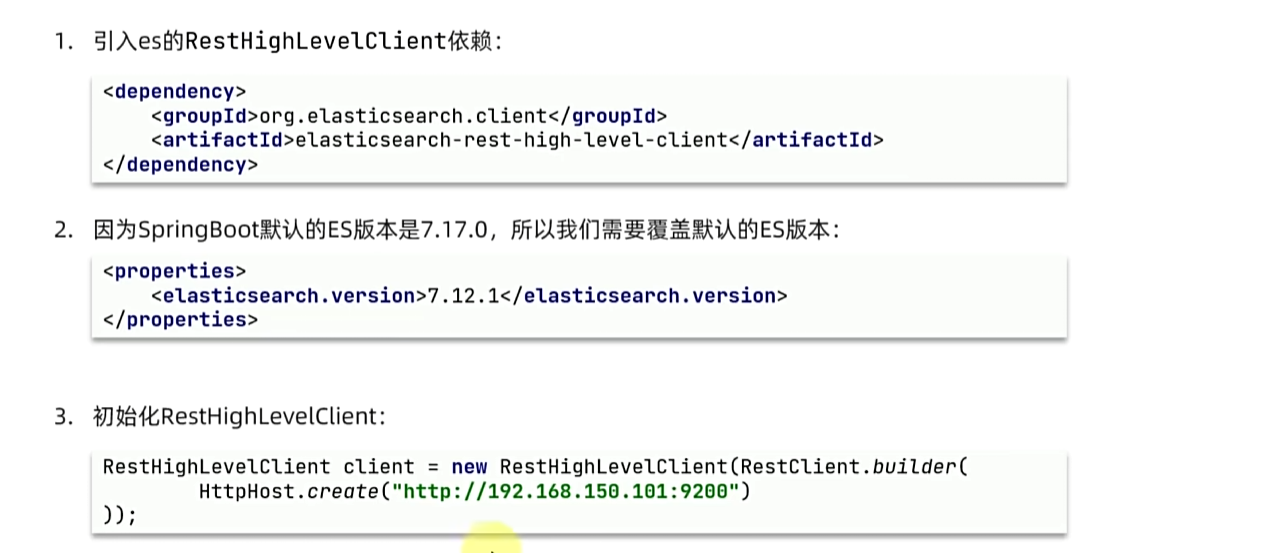 1. 引入es的RestHighLevelClient依赖：
<dependency>
    <groupId>org.elasticsearch.client</groupId>
    <artifactId>elasticsearch-rest-high-level-client</artifactId>
</dependency>
2. 因为SpringBoot默认的ES版本是7.17.0，所以我们需要覆盖默认的ES版本：
<properties>
    <elasticsearch.version>7.12.1</elasticsearch.version>
</properties>
3. 初始化RestHighLevelClient：
RestHighLevelClient client = new RestHighLevelClient(RestClient.builder(
        HttpHost.create("http://192.168.150.101:9200")
));